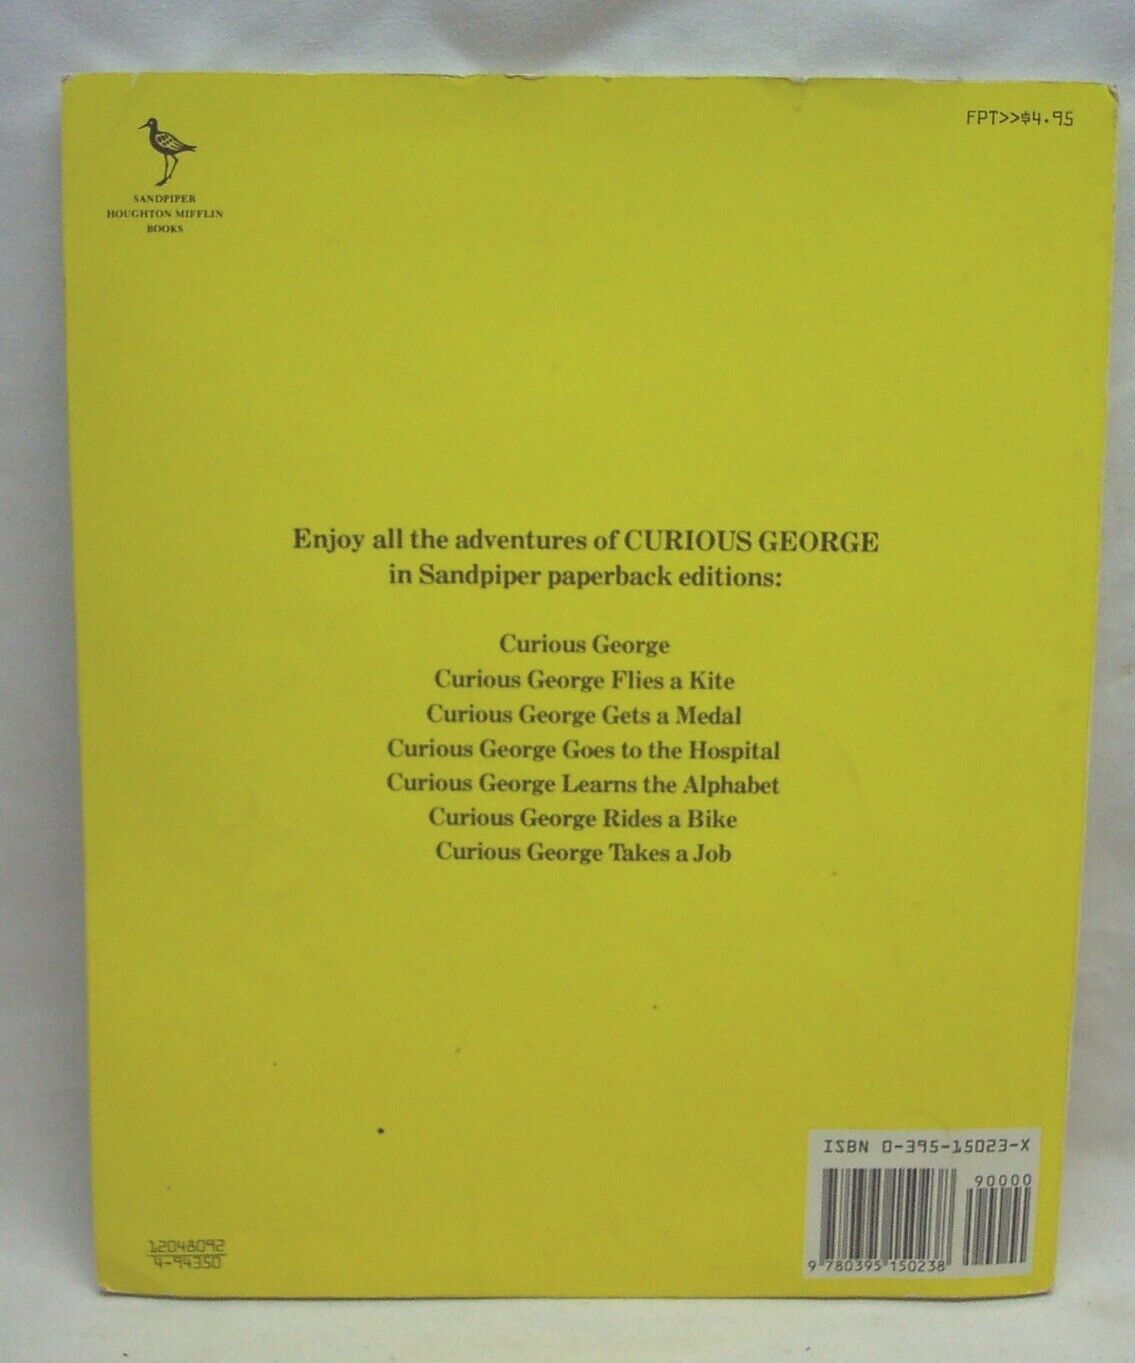 SANDPIPER
HOUGHTON MIFFLIN
BOOKS
FPT>>$4.95
Enjoy all the adventures of CURIOUS GEORGE
in Sandpiper paperback editions:
Curious George
Curious George Flies a Kite
Curious George Gets a Medal
Curious George Goes to the Hospital
Curious George Learns the Alphabet
Curious George Rides a Bike
Curious George Takes a Job
ISBN 0-395-15023-X
90000
9 780395 150238
12048092
4-94350